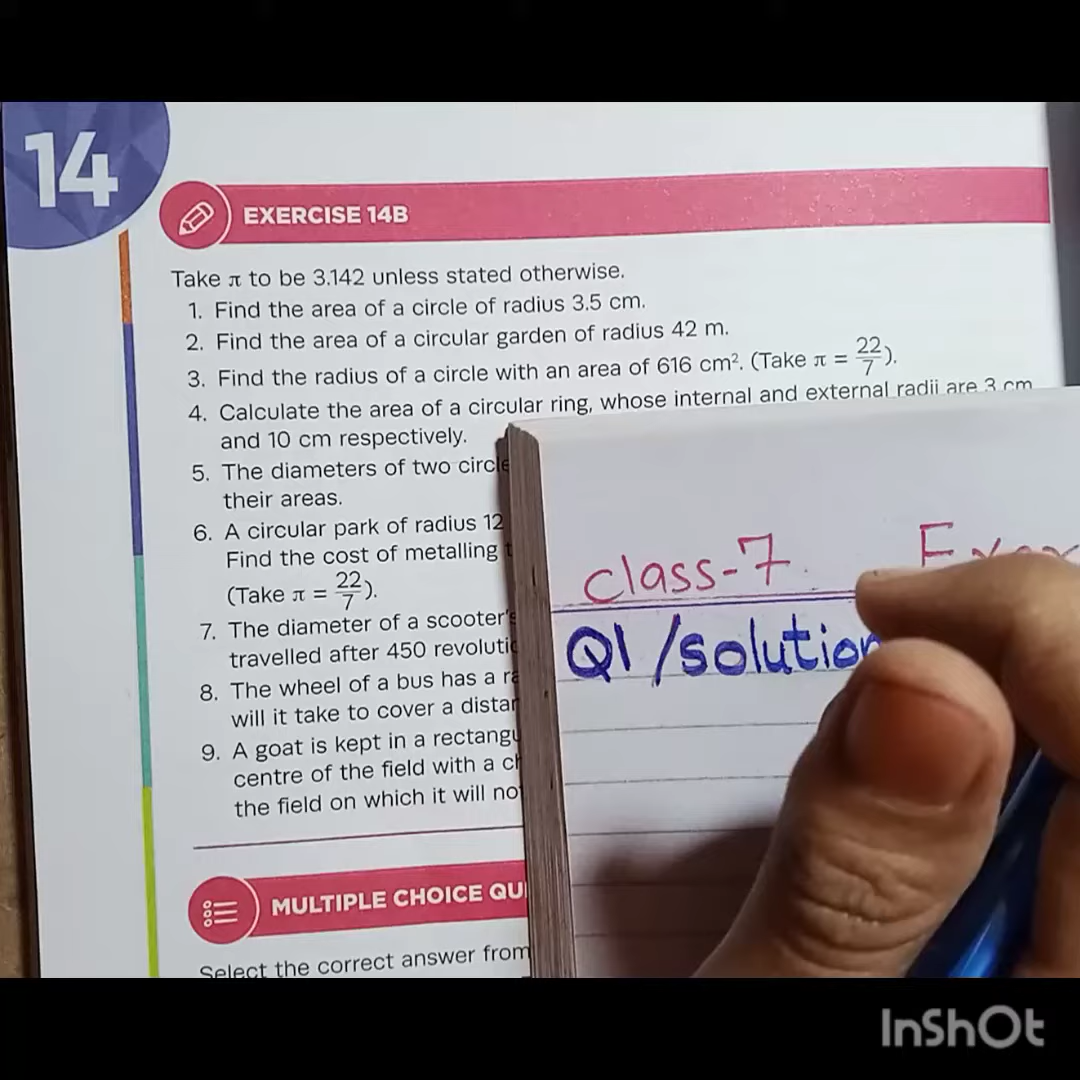 14
EXERCISE 14B
Take π to be 3.142 unless stated otherwise.
1. Find the area of a circle of radius 3.5 cm.
2. Find the area of a circular garden of radius 42 m.
3. Find the radius of a circle with an area of 616 cm². (Take π = 22/7).
4. Calculate the area of a circular ring, whose internal and external radii are 3 cm
and 10 cm respectively.
5. The diameters of two circle
their areas.
6. A circular park of radius 12
Find the cost of metalling
(Take π = 22/7).
7. The diameter of a scooter's
travelled after 450
8. The wheel of a bus has a
will it take to cover a
9. A goat is kept in a
centre of the field with a
the field on which it will
MULTIPLE CHOICE
Select the correct answer from
class-7
Q1/solution
InShOt